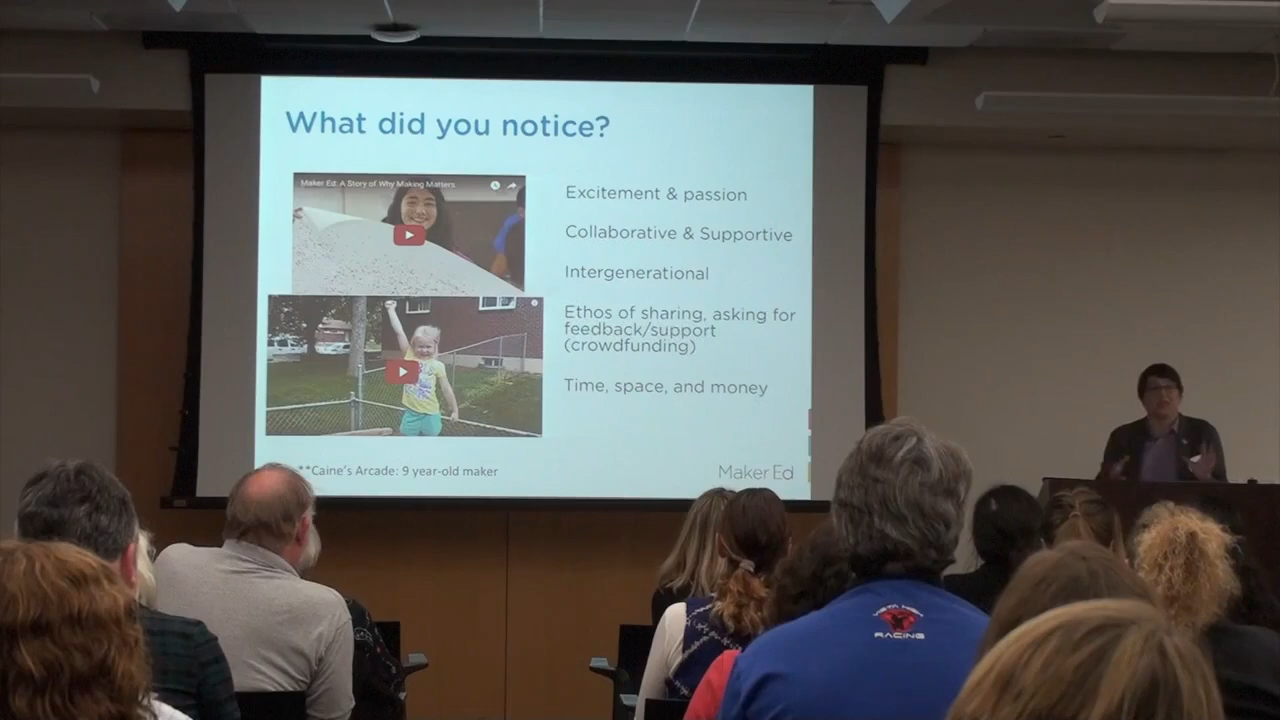 What did you notice?
Maker Ed: A Story of Why Making Matters
Excitement & passion
Collaborative & Supportive
Intergenerational
Ethos of sharing, asking for
feedback/support
(crowdfunding)
Time, space, and money
**Caine's Arcade: 9 year-old maker
Maker Ed
RACING